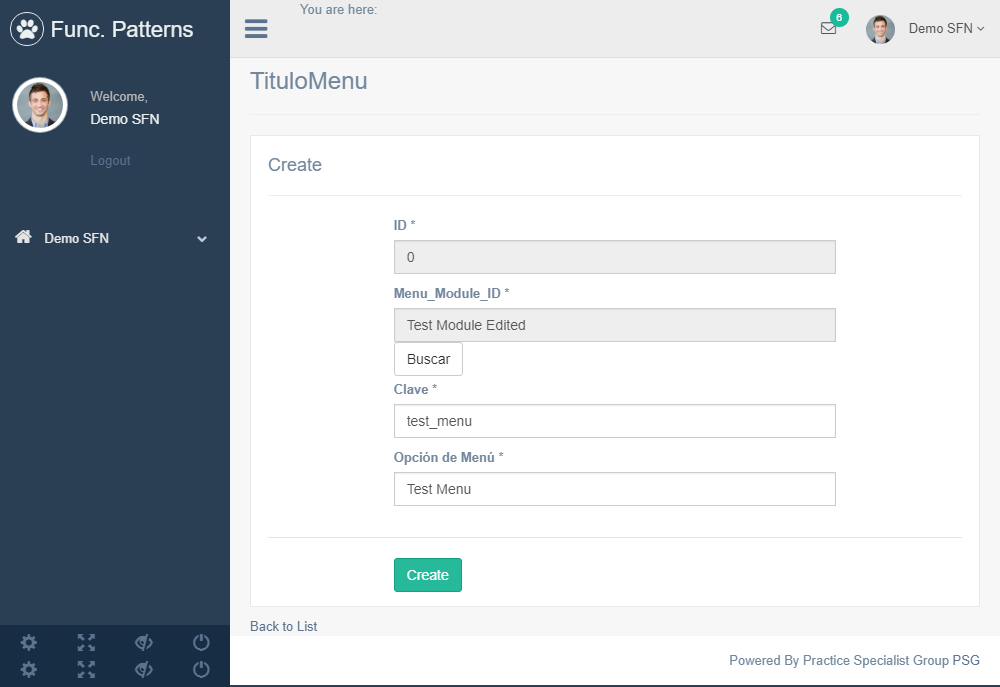 Func. Patterns
You are here:
6
Demo SFN
Welcome,
Demo SFN
Logout
Demo SFN
TituloMenu
Create
ID *
0
Menu_Module_ID *
Test Module Edited
Buscar
Clave *
test_menu
Opción de Menú *
Test Menu
Create
Back to List
Powered By Practice Specialist Group PSG